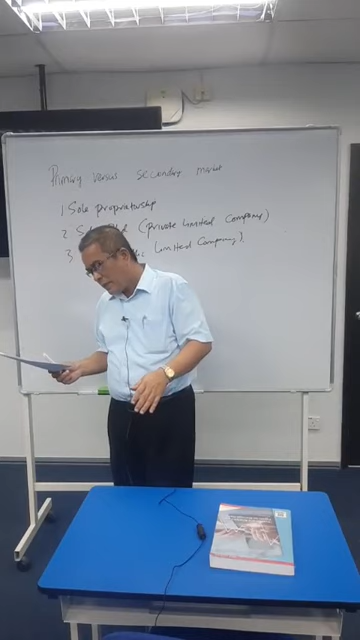 Primary versus secondary market
1 Sole proprietorship
2 (private limited company)
3 Limited Company)